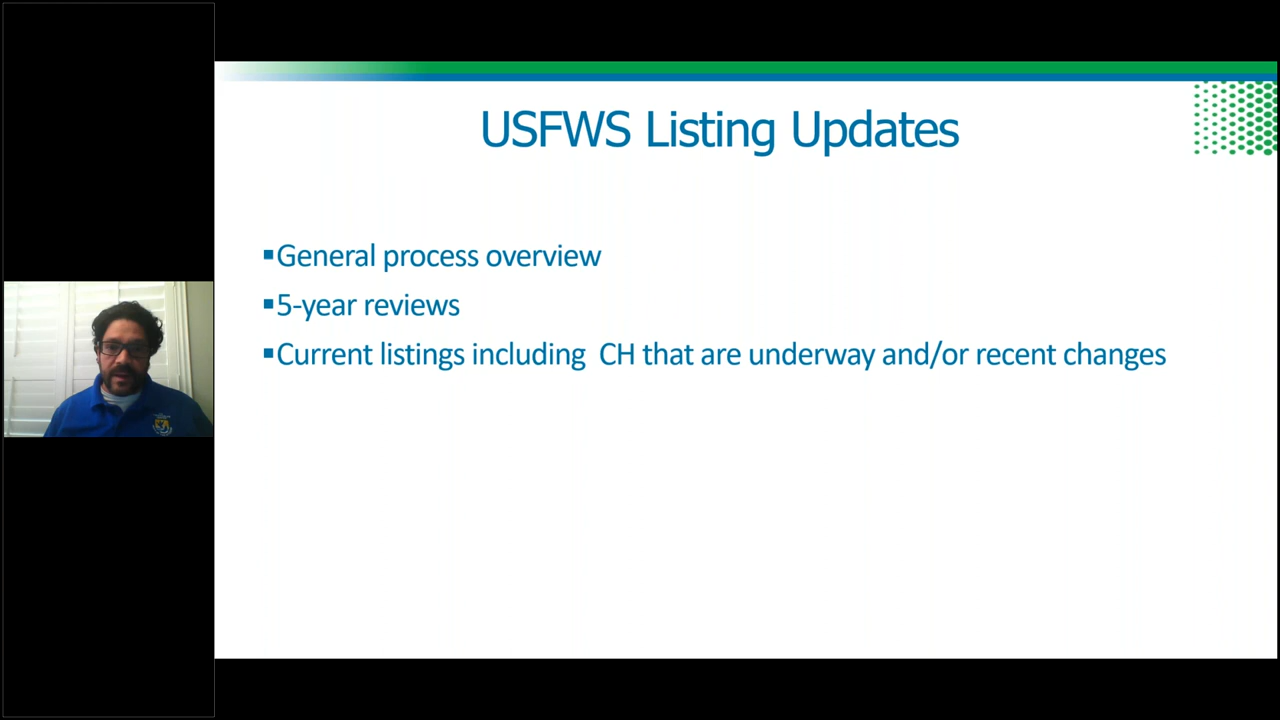 USFWS Listing Updates
▪General process overview
▪5-year reviews
▪Current listings including  CH that are underway and/or recent changes